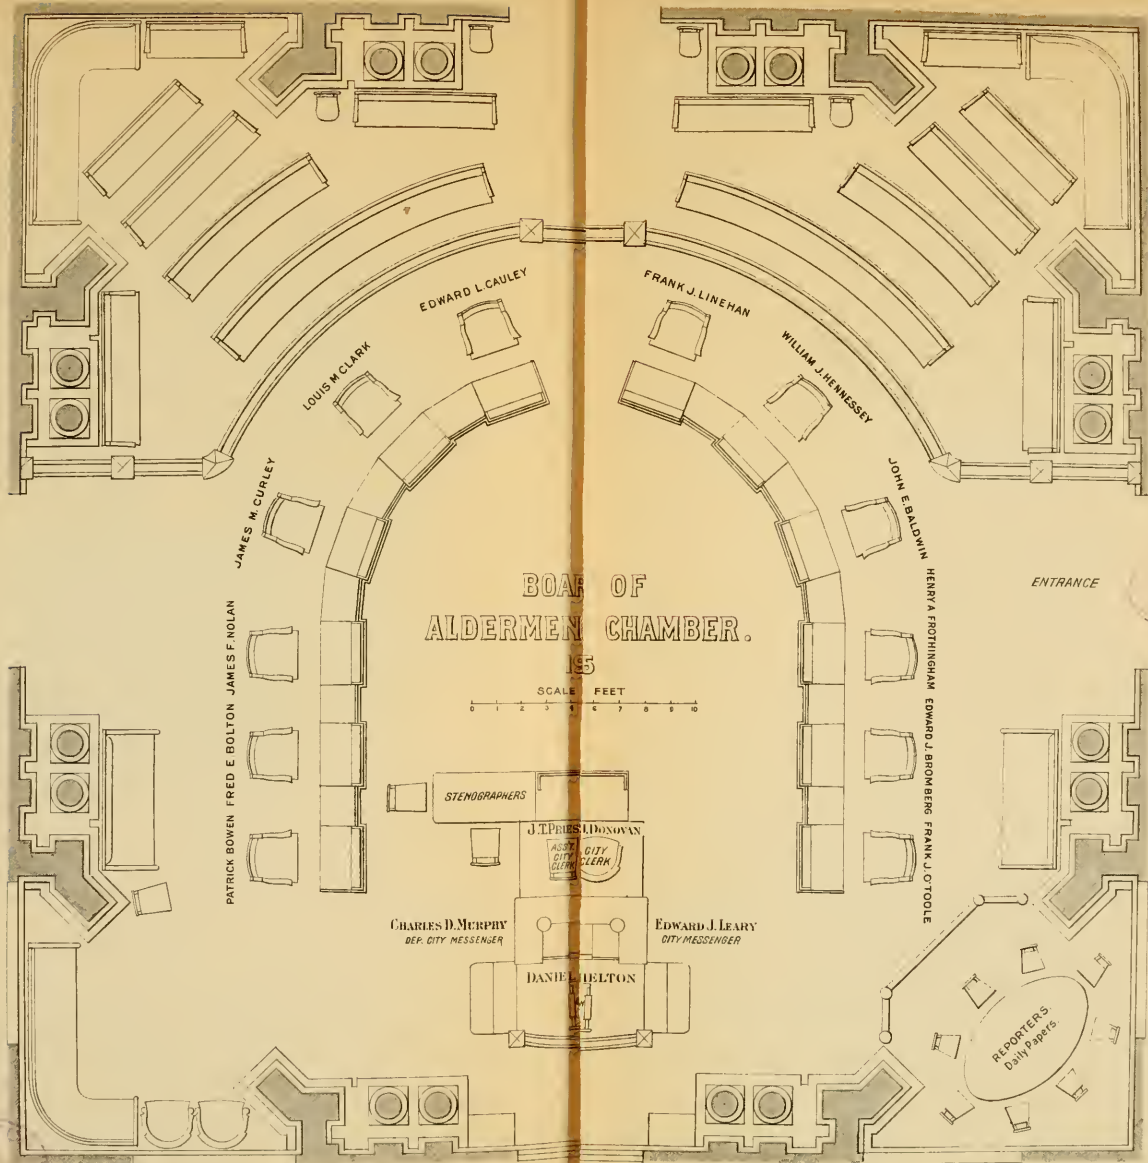 EDWARD L. CAULEY
FRANK J. LINEHAN
LOUIS M. CLARK
WILLIAM J. HENNESSEY
JAMES M. CURLEY
JOHN E. BALDWIN
JAMES F. NOLAN
FRED E. BOLTON
PATRICK BOWEN
HENRY A. FROTHINGHAM
EDWARD J. BROMBERG
FRANK J. O'TOOLE
ENTRANCE
BOAR OF
ALDERMEN CHAMBER.
SCALE FEET
0 1 2 3 4 6 7 8 9 10
STENOGRAPHERS
J.T. PRIES J. DONOVAN
ASS'T CITY
CITY CLERK
CLERK
CHARLES D. MURPHY
DEP. CITY MESSENGER
EDWARD J. LEARY
CITY MESSENGER
DANIEL HELTON
REPORTERS.
Daily Papers.